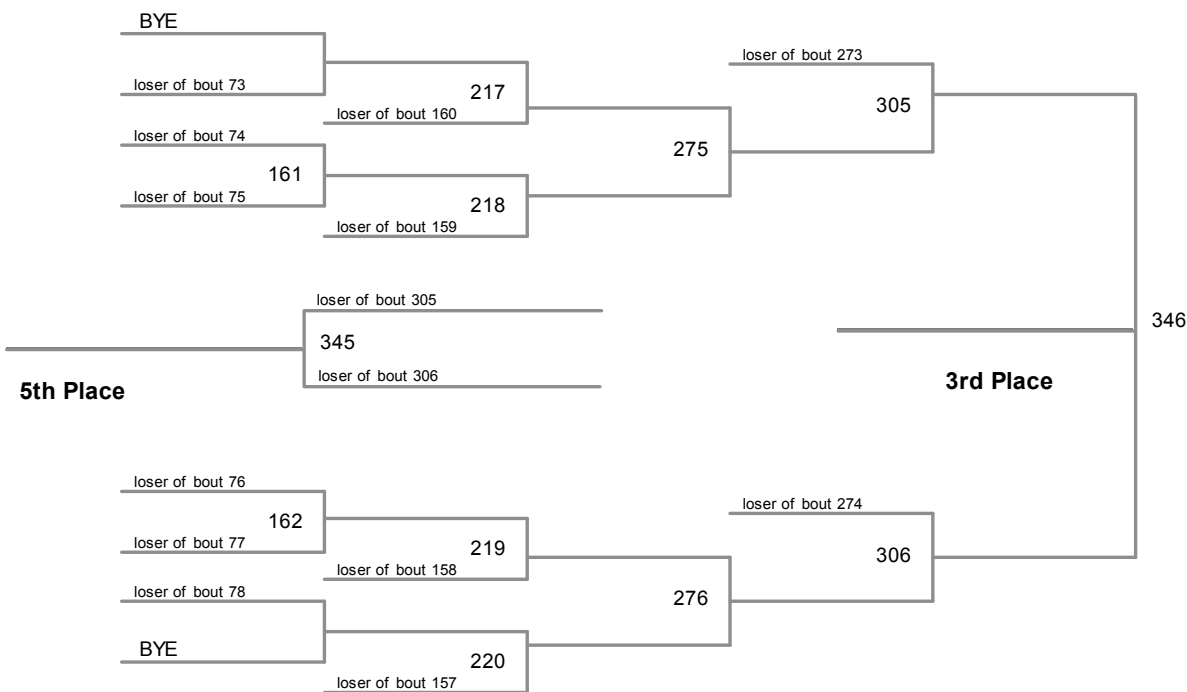 BYE
loser of bout 73
217
loser of bout 160
loser of bout 74
161
loser of bout 75
218
loser of bout 159
275
loser of bout 273
305
loser of bout 305
345
loser of bout 306
5th Place
346
3rd Place
loser of bout 76
162
loser of bout 77
219
loser of bout 158
loser of bout 78
BYE
220
loser of bout 157
276
loser of bout 274
306